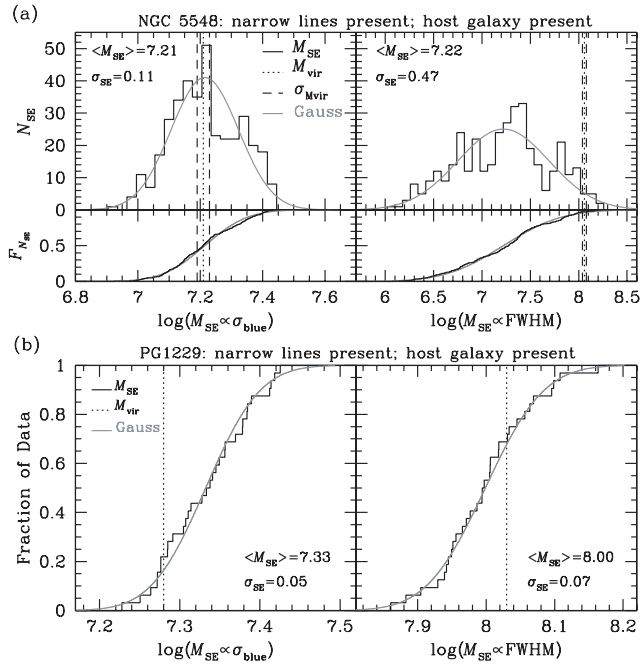 (a)
NGC 5548: narrow lines present; host galaxy present
<M_SE>=7.21
σ_SE=0.11
M_SE
M_vir
σ_Mvir
Gauss
<M_SE>=7.22
σ_SE=0.47
N_SE
50
40
30
20
10
0
F_N_SE
0.5
0
0
6.8 7 7.2 7.4 7.6
6 6.5 7 7.5 8 8.5
log(M_SE∝σ_blue)
log(M_SE∝FWHM)
(b)
PG1229: narrow lines present; host galaxy present
M_SE
M_vir
Gauss
Fraction of Data
1
0.8
0.6
0.4
0.2
0
<M_SE>=7.33
σ_SE=0.05
<M_SE>=8.00
σ_SE=0.07
7.2 7.3 7.4 7.5
7.9 8 8.1 8.2
log(M_SE∝σ_blue)
log(M_SE∝FWHM)